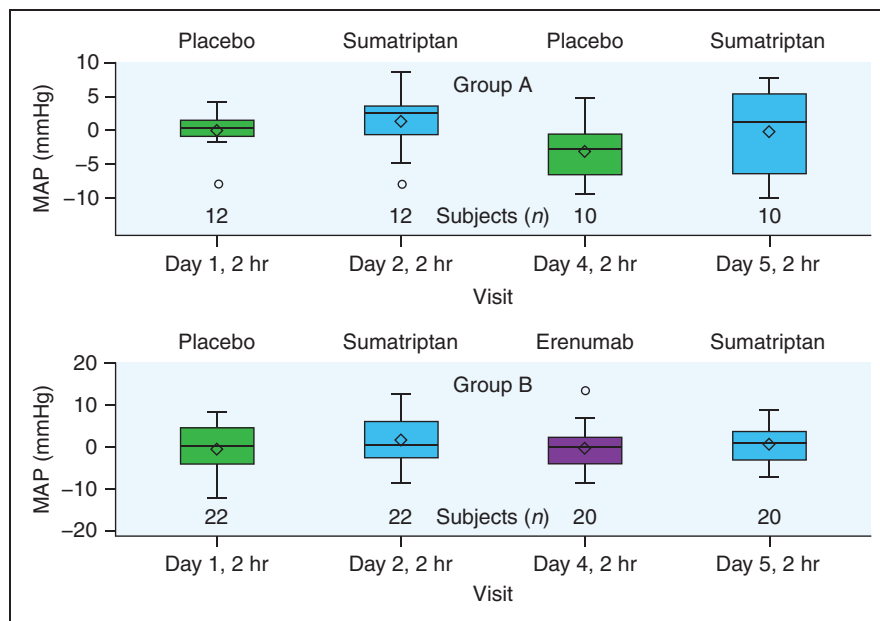 Placebo Sumatriptan Placebo Sumatriptan
10
5
0
−5
−10
MAP (mmHg)
Group A
12 12 Subjects (n) 10 10
Day 1, 2 hr Day 2, 2 hr Day 4, 2 hr Day 5, 2 hr
Visit
Placebo Sumatriptan Erenumab Sumatriptan
20
10
0
−10
−20
MAP (mmHg)
Group B
22 22 Subjects (n) 20 20
Day 1, 2 hr Day 2, 2 hr Day 4, 2 hr Day 5, 2 hr
Visit